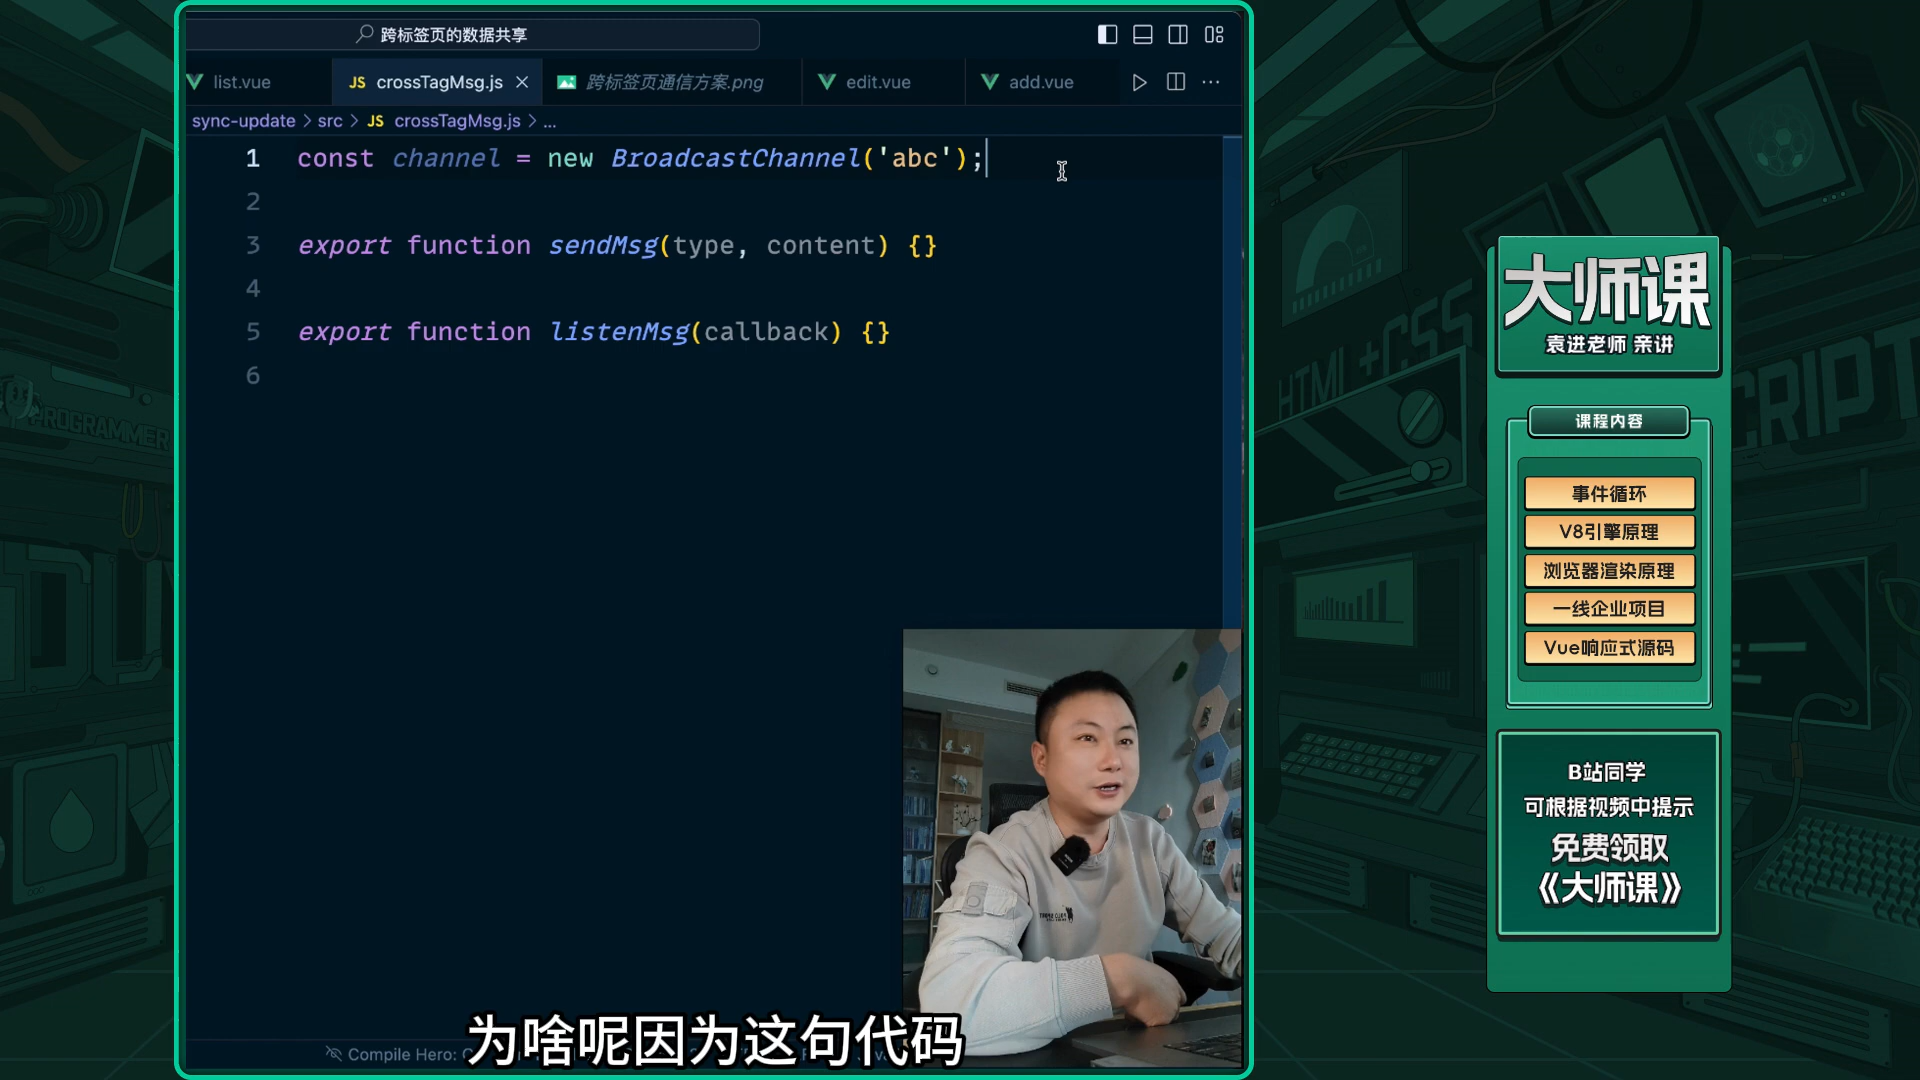 跨标签页的数据共享
list.vue
JS crossTagMsg.js
跨标签页通信方案.png
edit.vue
add.vue
sync-update > src > JS crossTagMsg.js > ...
1 const channel = new BroadcastChannel('abc');
2
3 export function sendMsg(type, content) {}
4
5 export function listenMsg(callback) {}
6
Compile Hero:
为啥呢因为这句代码
大师课
袁进老师 亲讲
课程内容
事件循环
V8引擎原理
浏览器渲染原理
一线企业项目
Vue响应式源码
B站同学
可根据视频中提示
免费领取
《大师课》
HTML+CSS
PROGRAMMER